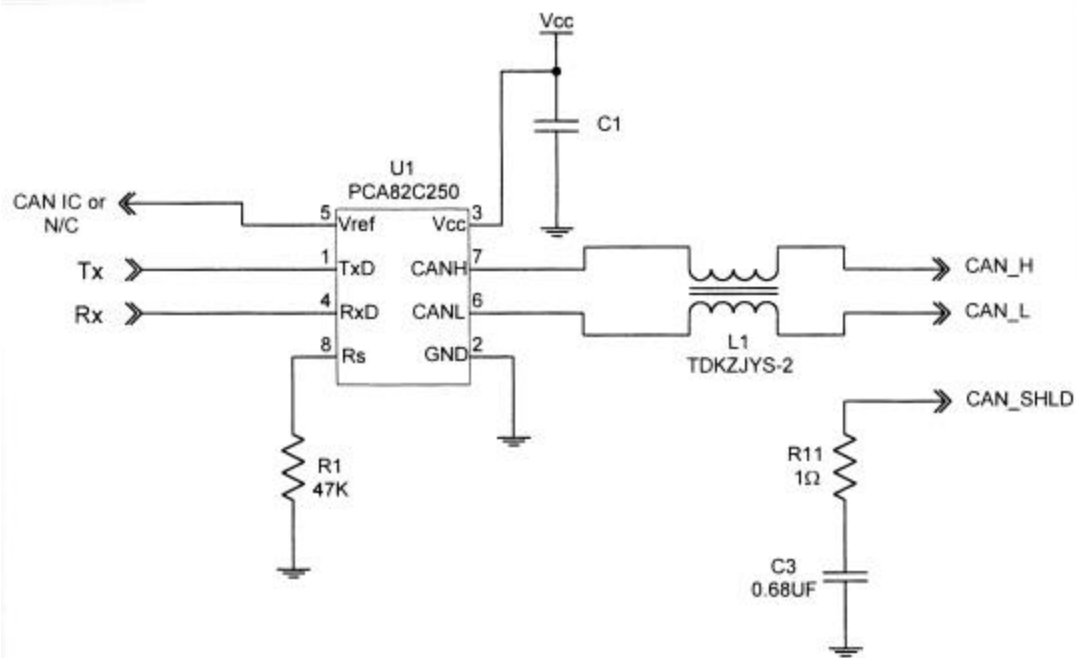 Vcc
C1
U1
PCA82C250
CAN IC or
N/C
5
Vref
Vcc
3
Tx
1
TxD
CANH
7
CAN_H
Rx
4
RxD
CANL
6
CAN_L
8
Rs
GND
2
L1
TDKZJYS-2
CAN_SHLD
R1
47K
R11
1Ω
C3
0.68UF